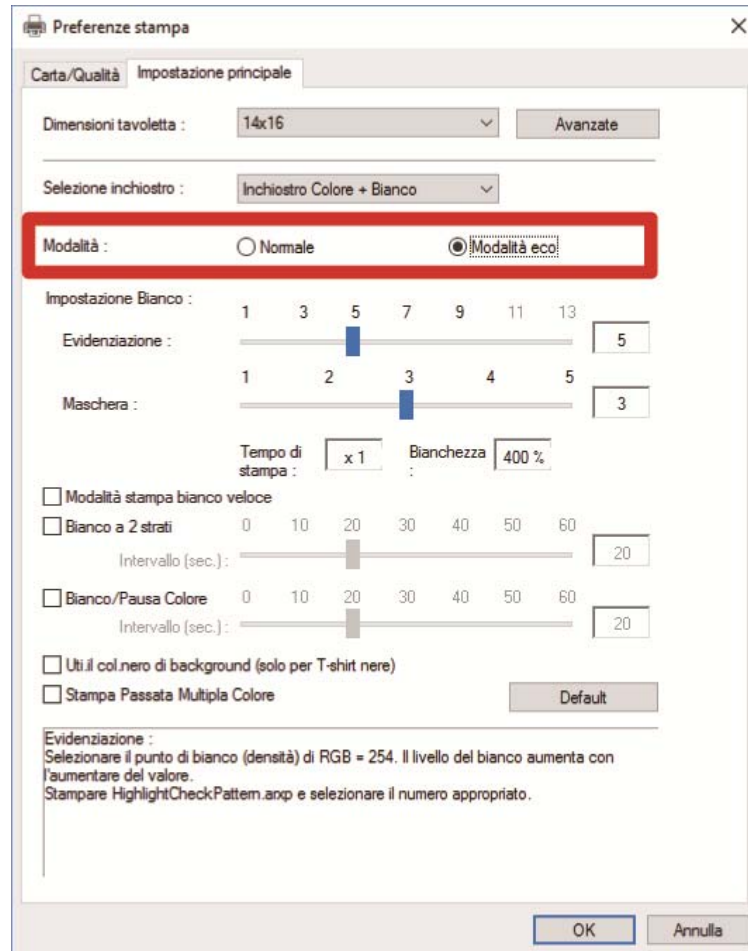 Preferenze stampa
Carta/Qualità Impostazione principale
Dimensioni tavoletta : 14x16 Avanzate
Selezione inchiostro : Inchiostro Colore + Bianco
Modalità : Normale Modalità eco
Impostazione Bianco :
1 3 5 7 9 11 13
Evidenziazione : 5
1 2 3 4 5
Maschera : 3
Tempo di stampa : x 1 Bianchezza : 400 %
Modalità stampa bianco veloce
Bianco a 2 strati 0 10 20 30 40 50 60
Intervallo (sec.) : 20
Bianco/Pausa Colore 0 10 20 30 40 50 60
Intervallo (sec.) : 20
Uti.il col.nero di background (solo per T-shirt nere)
Stampa Passata Multipla Colore Default
Evidenziazione :
Selezionare il punto di bianco (densità) di RGB = 254. Il livello del bianco aumenta con
l'aumentare del valore.
Stampare HighlightCheckPattern.arxp e selezionare il numero appropriato.
OK Annulla